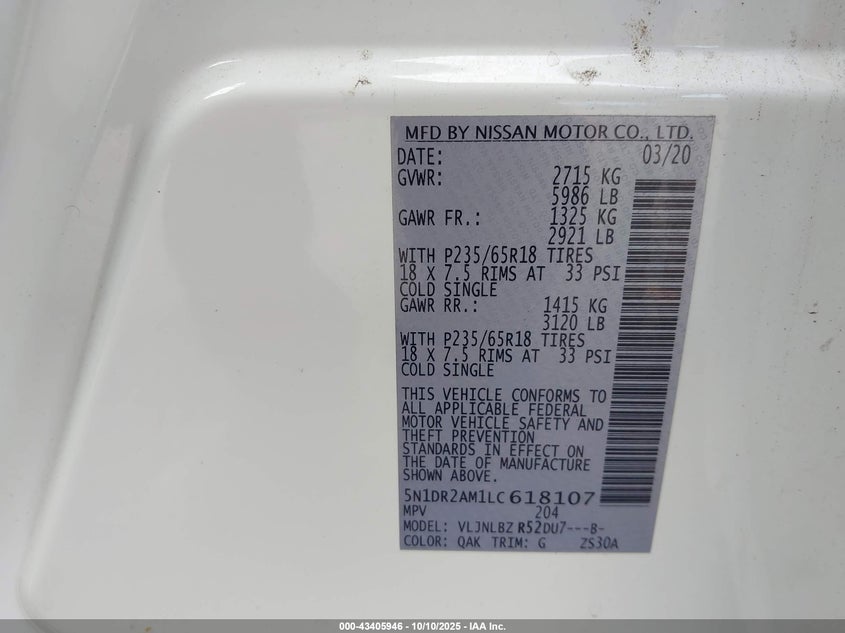 MFD BY NISSAN MOTOR CO., LTD.
DATE: 03/20
GVWR: 2715 KG
5986 LB
GAWR FR.: 1325 KG
2921 LB
WITH P235/65R18 TIRES
18 X 7.5 RIMS AT 33 PSI
COLD SINGLE
GAWR RR.: 1415 KG
3120 LB
WITH P235/65R18 TIRES
18 X 7.5 RIMS AT 33 PSI
COLD SINGLE
THIS VEHICLE CONFORMS TO
ALL APPLICABLE FEDERAL
MOTOR VEHICLE SAFETY AND
THEFT PREVENTION
STANDARDS IN EFFECT ON
THE DATE OF MANUFACTURE
SHOWN ABOVE.
5N1DR2AM1LC618107
MPV 204
MODEL: VLJNLBZ R52DU7---B-
COLOR: QAK TRIM: G ZS30A
000-43405946 - 10/10/2025 - IAA Inc.